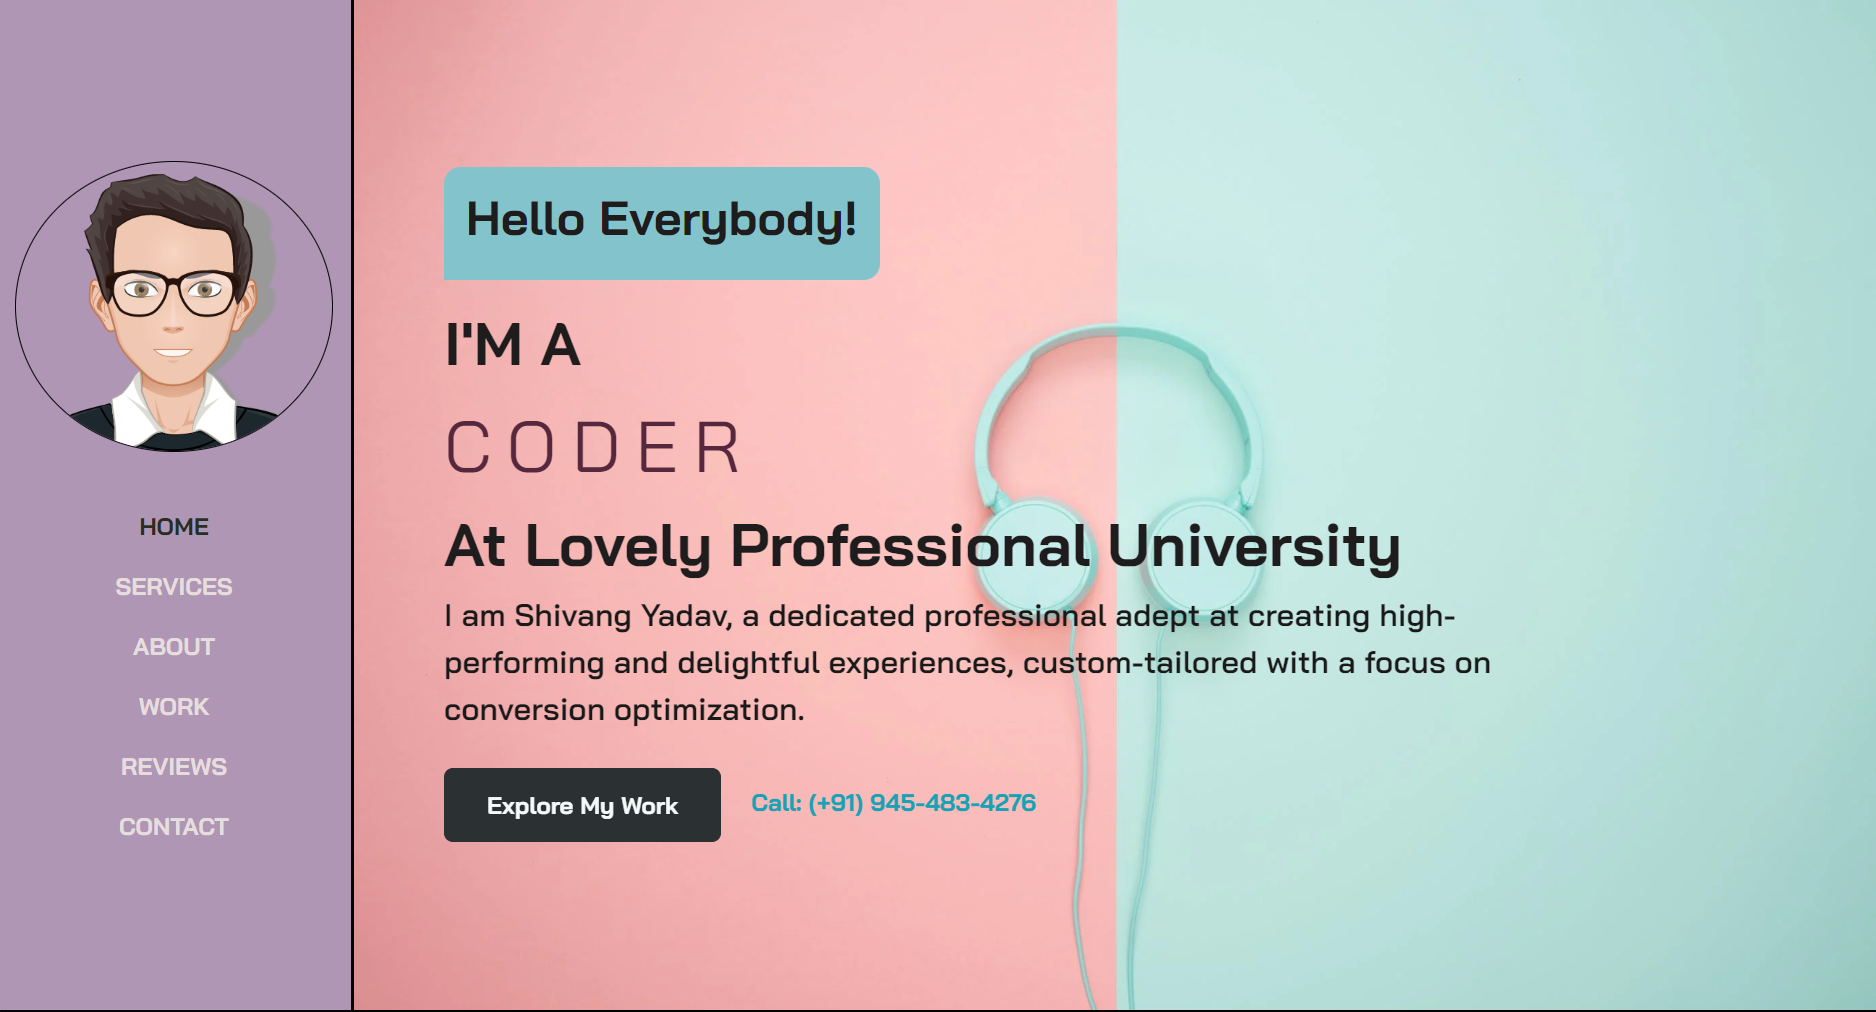 HOME
SERVICES
ABOUT
WORK
REVIEWS
CONTACT
Hello Everybody!
I'M A
CODER
At Lovely Professional University
I am Shivang Yadav, a dedicated professional adept at creating high-
performing and delightful experiences, custom-tailored with a focus on
conversion optimization.
Explore My Work
Call: (+91) 945-483-4276